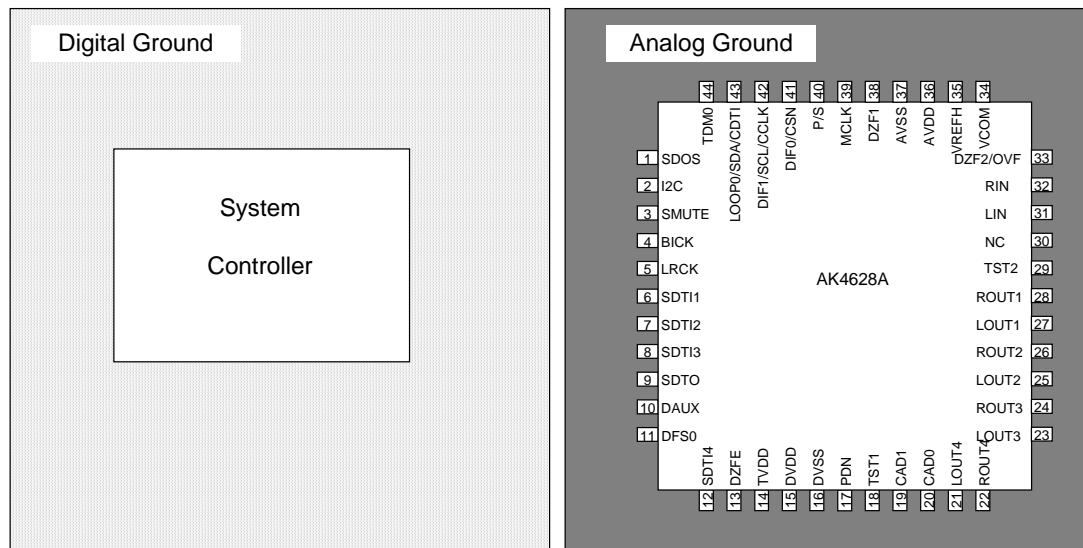 Digital Ground
System
Controller
Analog Ground
44 43 42 41 40 39 38 37 36 35 34
TDM0
LOOP0/SDA/CDTI
DIF1/SCL/CCLK
DIF0/CSN
P/S
MCLK
DZF1
AVSS
AVDD
VREFH
VCOM
1 SDOS
2 I2C
3 SMUTE
4 BICK
5 LRCK
6 SDTI1
7 SDTI2
8 SDTI3
9 SDTO
10 DAUX
11 DFS0
AK4628A
DZF2/OVF 33
RIN 32
LIN 31
NC 30
TST2 29
ROUT1 28
LOUT1 27
ROUT2 26
LOUT2 25
ROUT3 24
LOUT3 23
SDTI4
DZFE
TVDD
DVDD
DVSS
PDN
TST1
CAD1
CAD0
LOUT4
ROUT4
12 13 14 15 16 17 18 19 20 21 22